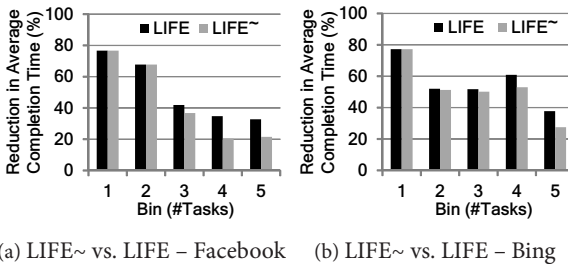 Reduction in Average
Completion Time (%)
100
80
60
40
20
0
LIFE LIFE~
1 2 3 4 5
Bin (#Tasks)
Reduction in Average
Completion Time (%)
100
80
60
40
20
0
LIFE LIFE~
1 2 3 4 5
Bin (#Tasks)
(a) LIFE~ vs. LIFE – Facebook
(b) LIFE~ vs. LIFE – Bing